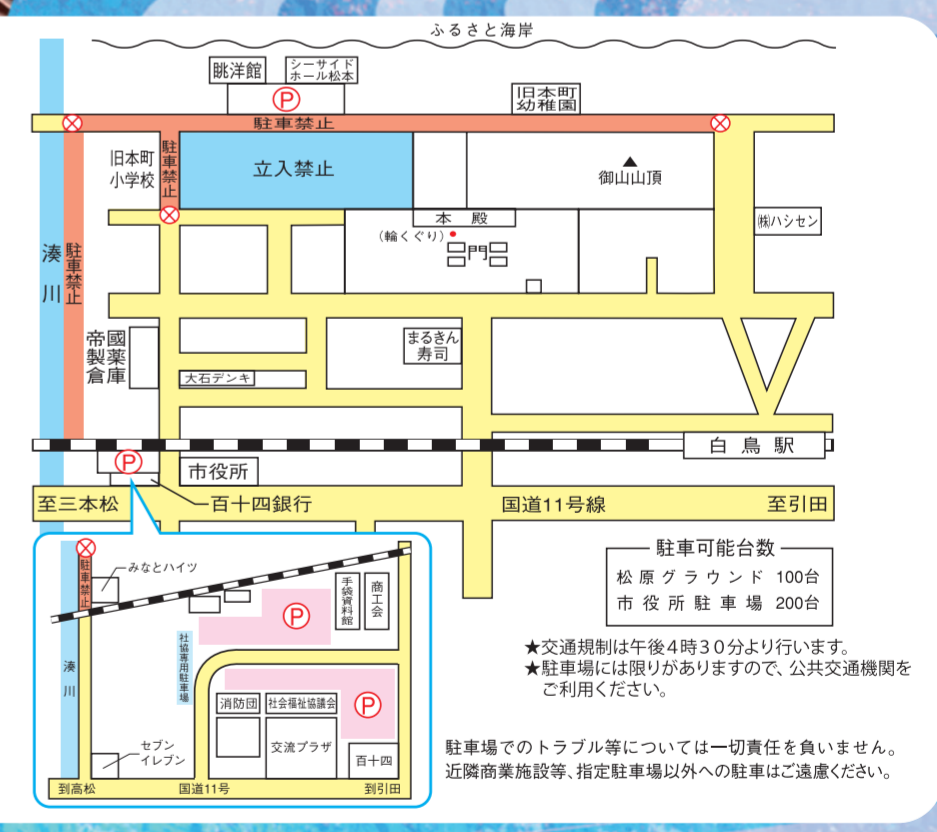 ふるさと海岸
眺洋館
シーサイド
ホール松本
Ⓟ
旧本町
幼稚園
駐車禁止
旧本町
小学校
駐車禁止
立入禁止
▲
御山山頂
本殿
(輪くぐり)
門
㈱ハシセン
湊川
駐車禁止
帝國
製薬
倉庫
まるきん
寿司
大石デンキ
白鳥駅
Ⓟ
市役所
百十四銀行
至三本松
国道11号線
至引田
駐車禁止
みなとハイツ
手袋資料館
商工会
Ⓟ
社協専用駐車場
湊川
消防団
社会福祉協議会
Ⓟ
交流プラザ
百十四
セブン
イレブン
到高松
国道11号
到引田
駐車可能台数
松原グラウンド 100台
市役所駐車場 200台
★交通規制は午後4時30分より行います。
★駐車場には限りがありますので、公共交通機関を
ご利用ください。
駐車場でのトラブル等については一切責任を負いません。
近隣商業施設等、指定駐車場以外への駐車はご遠慮ください。